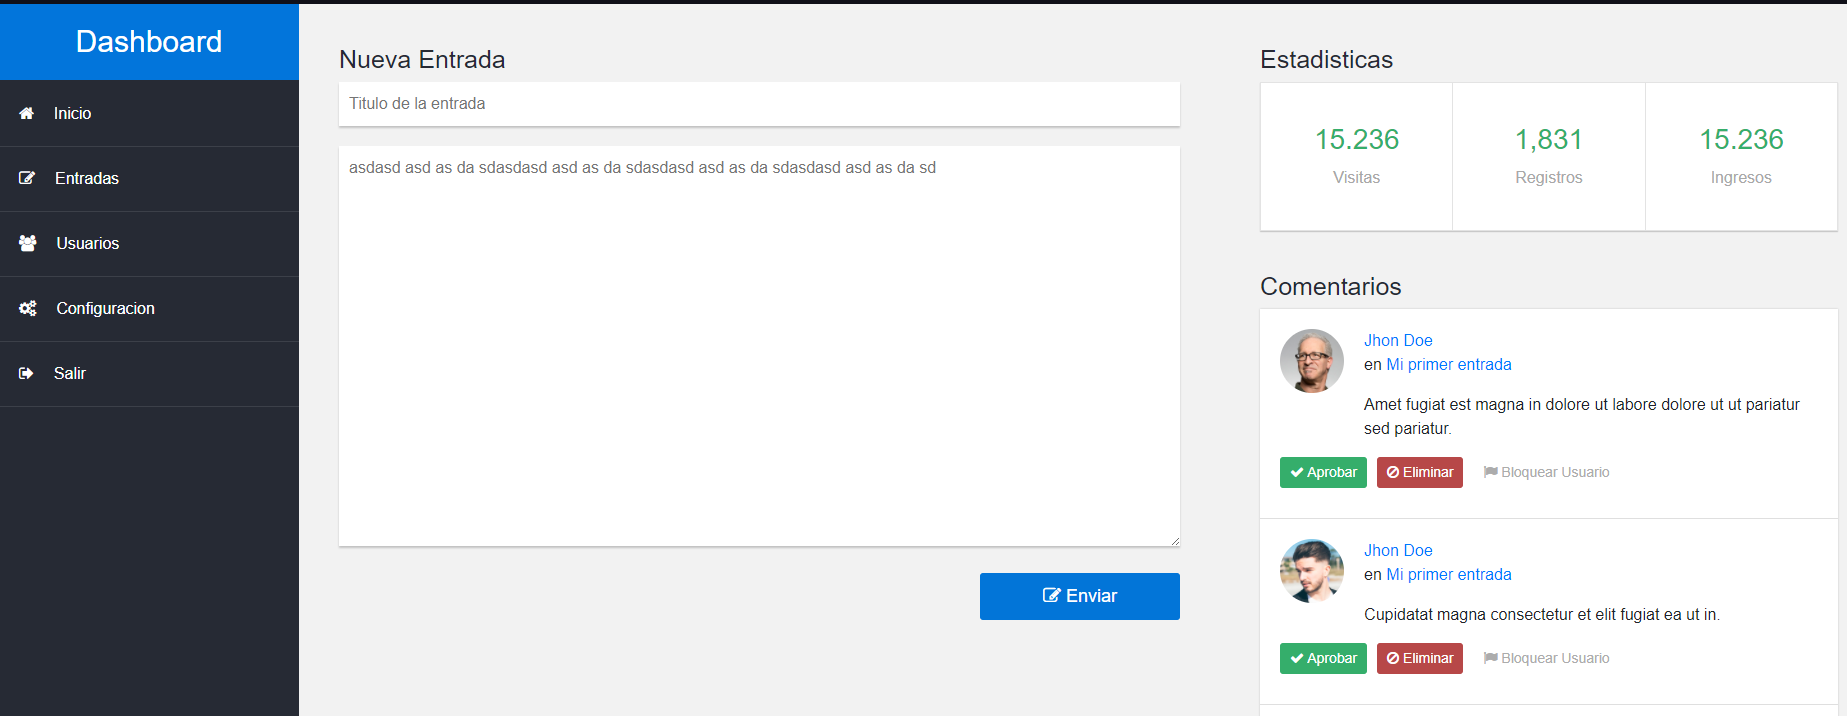 Dashboard
Inicio
Entradas
Usuarios
Configuracion
Salir
Nueva Entrada
Titulo de la entrada
asdasd asd as da sdasdasd asd as da sdasdasd asd as da sdasdasd asd as da sd
Enviar
Estadisticas
15.236
Visitas
1,831
Registros
15.236
Ingresos
Comentarios
Jhon Doe
en Mi primer entrada
Amet fugiat est magna in dolore ut labore dolore ut ut pariatur
sed pariatur.
Aprobar Eliminar Bloquear Usuario
Jhon Doe
en Mi primer entrada
Cupidatat magna consectetur et elit fugiat ea ut in.
Aprobar Eliminar Bloquear Usuario